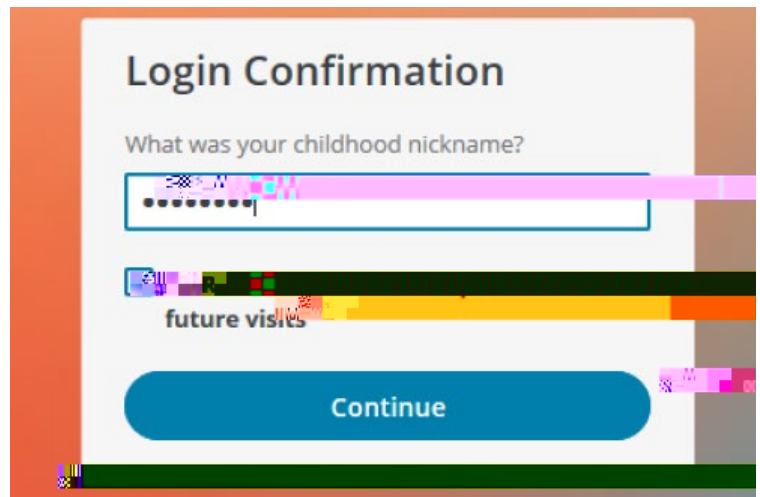 Login Confirmation
What was your childhood nickname?
••••••••
future visits
Continue